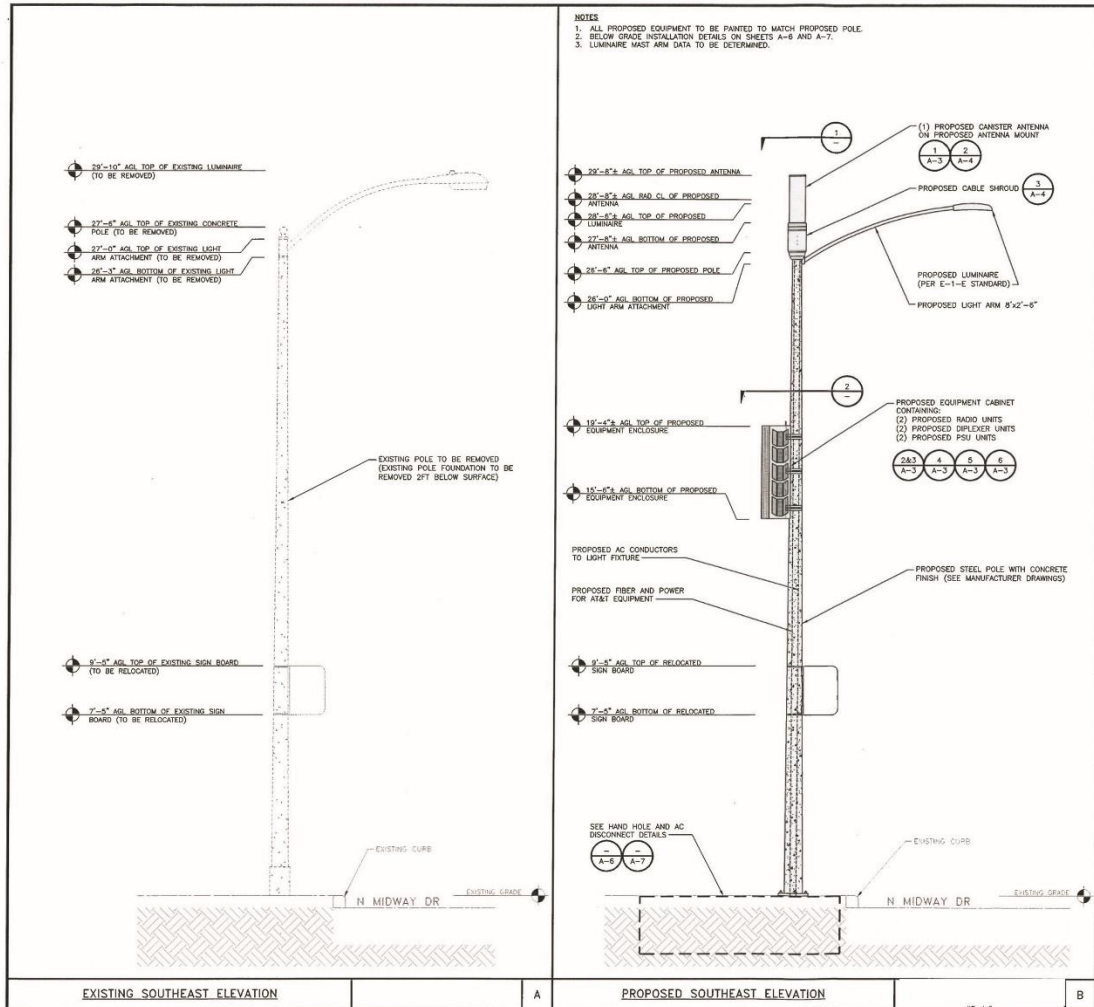 29'-10" AGL TOP OF EXISTING LUMINAIRE
(TO BE REMOVED)
27'-6" AGL TOP OF EXISTING CONCRETE
POLE (TO BE REMOVED)
27'-0" AGL TOP OF EXISTING LIGHT
ARM ATTACHMENT (TO BE REMOVED)
26'-3" AGL BOTTOM OF EXISTING LIGHT
ARM ATTACHMENT (TO BE REMOVED)
EXISTING POLE TO BE REMOVED
(EXISTING POLE FOUNDATION TO BE
REMOVED 2FT BELOW SURFACE)
9'-5" AGL TOP OF EXISTING SIGN BOARD
(TO BE RELOCATED)
7'-5" AGL BOTTOM OF EXISTING SIGN
BOARD (TO BE RELOCATED)
EXISTING CURB
EXISTING GRADE
N MIDWAY DR
EXISTING SOUTHEAST ELEVATION
A
NOTES
1. ALL PROPOSED EQUIPMENT TO BE PAINTED TO MATCH PROPOSED POLE.
2. BELOW GRADE INSTALLATION DETAILS ON SHEETS A-6 AND A-7.
3. LUMINAIRE MAST ARM DATA TO BE DETERMINED.
1
-
(1) PROPOSED CANISTER ANTENNA
ON PROPOSED ANTENNA MOUNT
1 2
A-3 A-4
29'-8"± AGL TOP OF PROPOSED ANTENNA
28'-8"± AGL RAD CL OF PROPOSED
ANTENNA
PROPOSED CABLE SHROUD
3
A-4
28'-6"± AGL TOP OF PROPOSED
LUMINAIRE
27'-8"± AGL BOTTOM OF PROPOSED
ANTENNA
26'-6" AGL TOP OF PROPOSED POLE
26'-0" AGL BOTTOM OF PROPOSED
LIGHT ARM ATTACHMENT
PROPOSED LUMINAIRE
(PER E-1-E STANDARD)
PROPOSED LIGHT ARM 8'x2'-6"
2
-
PROPOSED EQUIPMENT CABINET
CONTAINING:
(2) PROPOSED RADIO UNITS
(2) PROPOSED DIPLEXER UNITS
(2) PROPOSED PSU UNITS
2&3 4 5 6
A-3 A-3 A-3 A-3
19'-4"± AGL TOP OF PROPOSED
EQUIPMENT ENCLOSURE
15'-6"± AGL BOTTOM OF PROPOSED
EQUIPMENT ENCLOSURE
PROPOSED AC CONDUCTORS
TO LIGHT FIXTURE
PROPOSED STEEL POLE WITH CONCRETE
FINISH (SEE MANUFACTURER DRAWINGS)
PROPOSED FIBER AND POWER
FOR AT&T EQUIPMENT
9'-5" AGL TOP OF RELOCATED
SIGN BOARD
7'-5" AGL BOTTOM OF RELOCATED
SIGN BOARD
SEE HAND HOLE AND AC
DISCONNECT DETAILS
- -
A-6 A-7
EXISTING CURB
EXISTING GRADE
N MIDWAY DR
PROPOSED SOUTHEAST ELEVATION
B